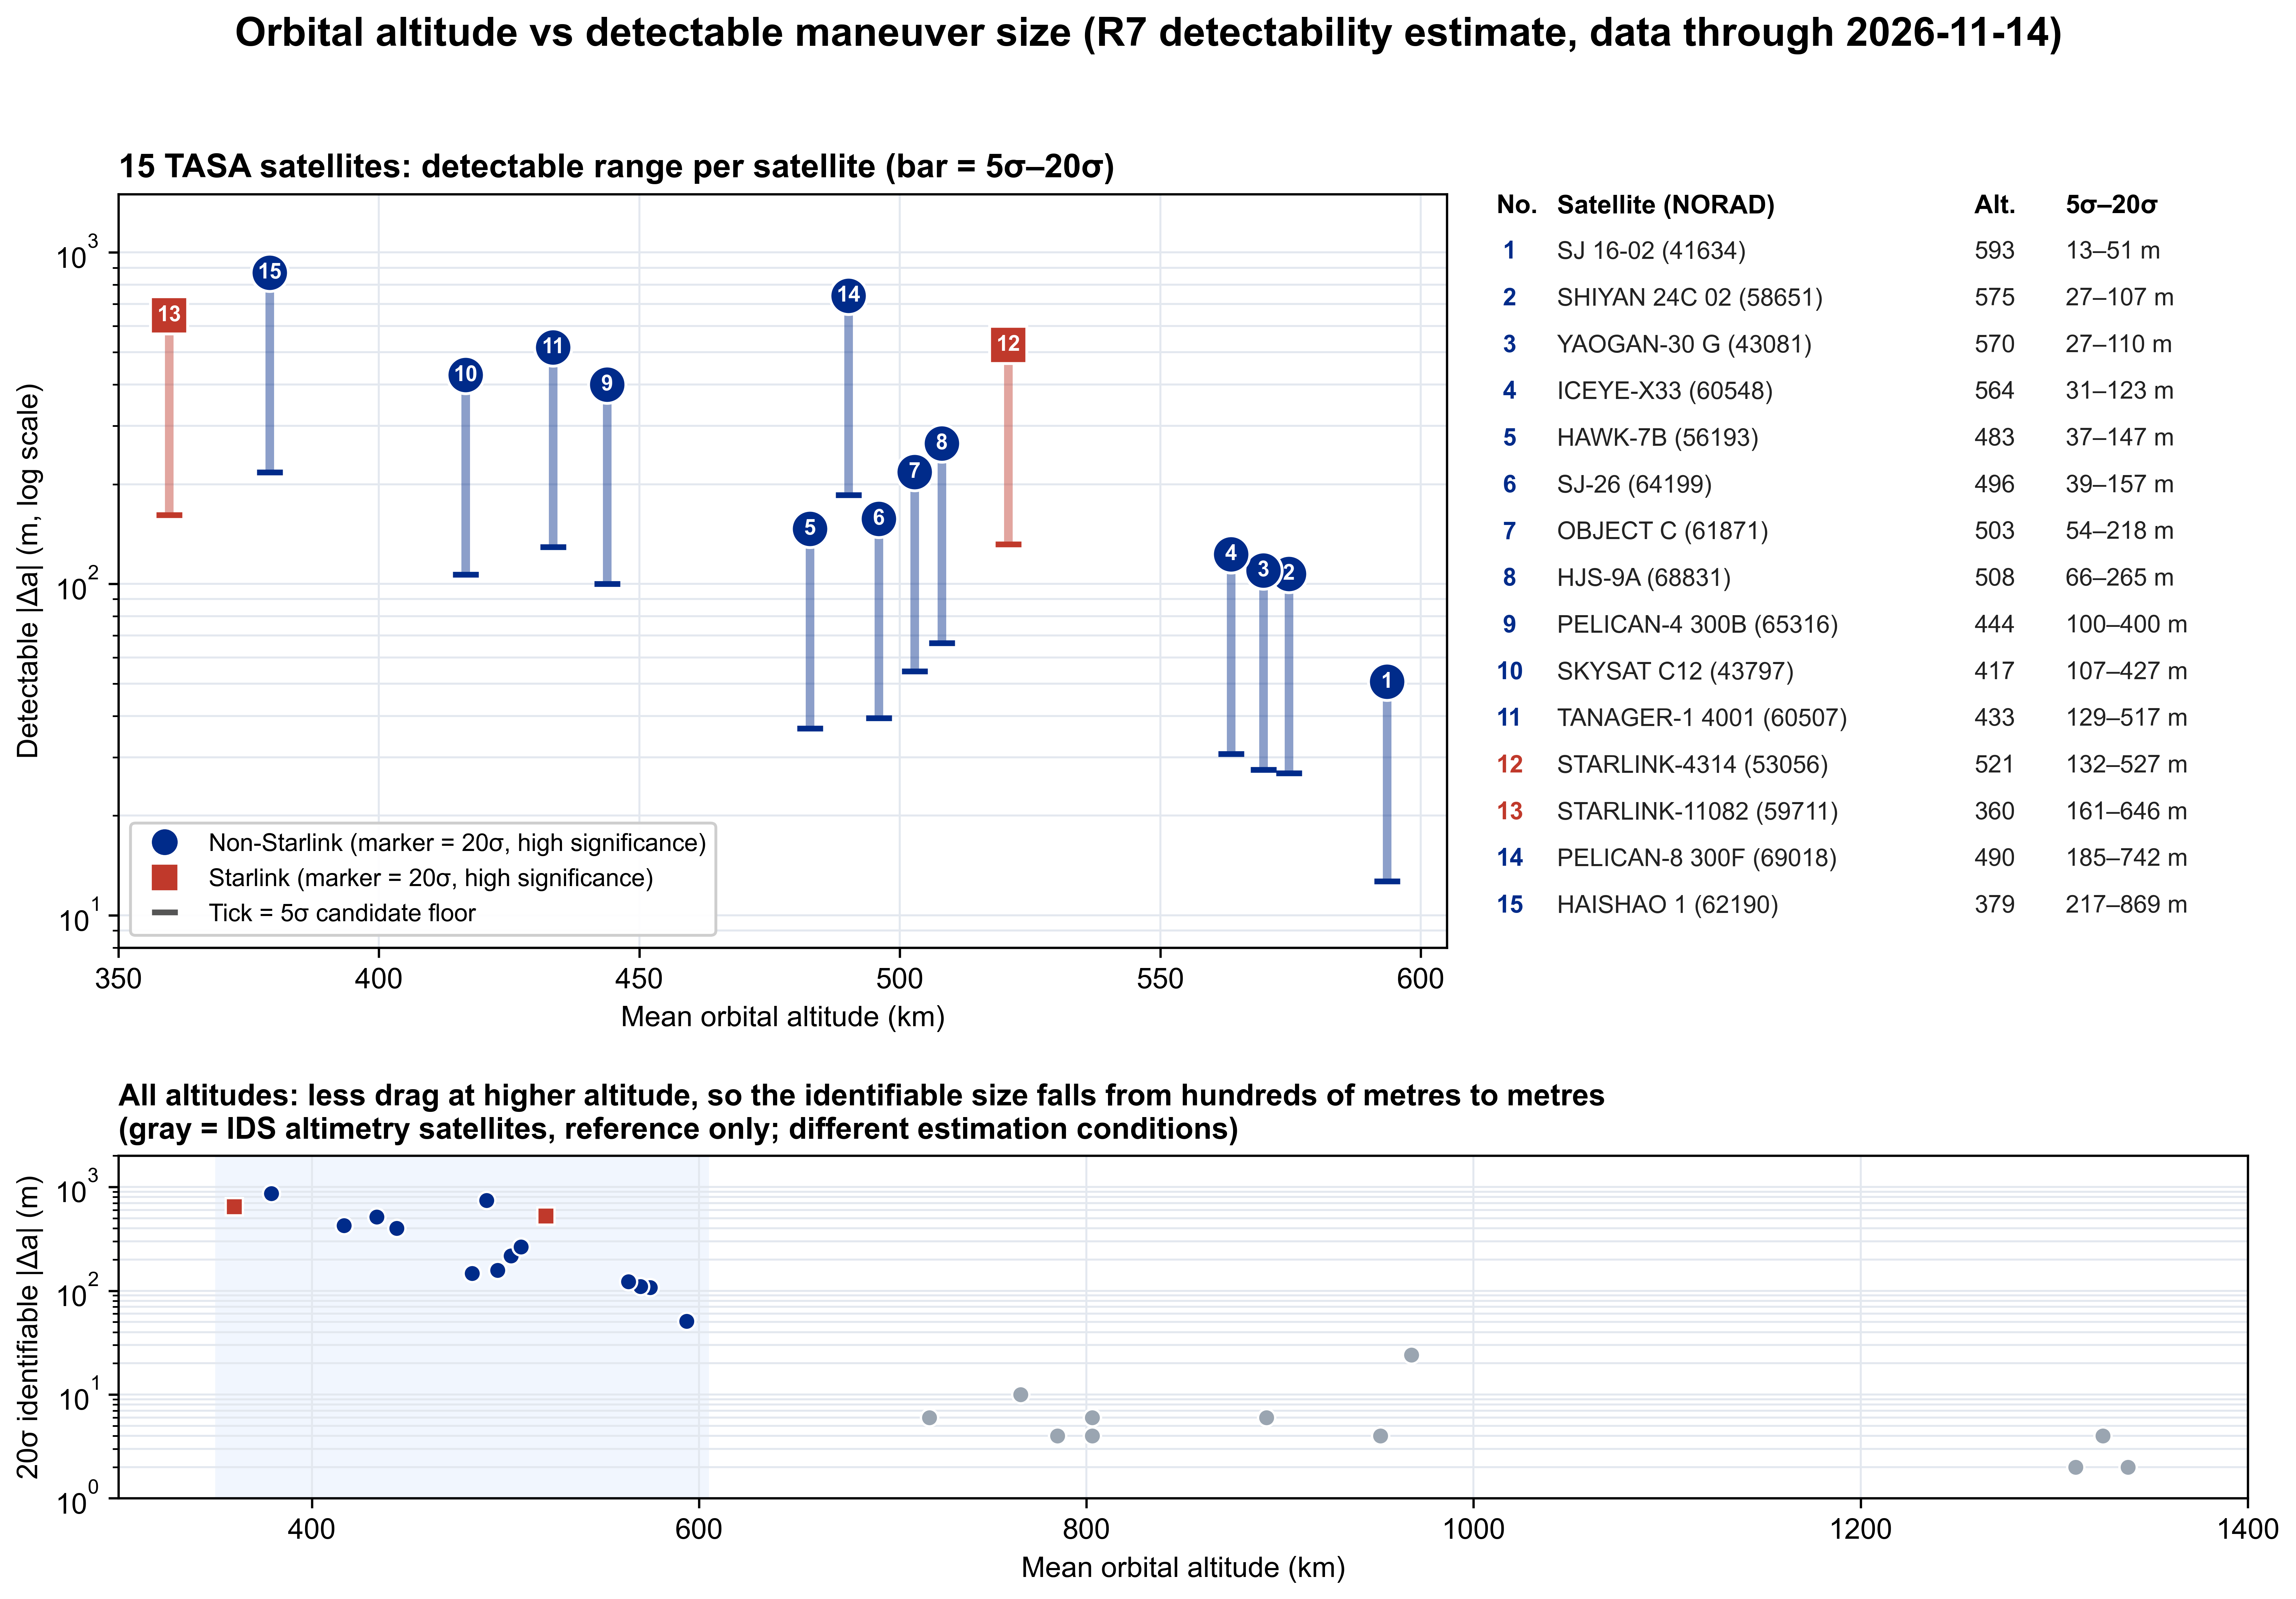 Orbital altitude vs detectable maneuver size (R7 detectability estimate, data through 2026-11-14)
15 TASA satellites: detectable range per satellite (bar = 5σ–20σ)
Detectable |Δa| (m, log scale)
10³
10²
10¹
15
13
14
11
12
10
9
8
7
6
5
4
3
2
1
Non-Starlink (marker = 20σ, high significance)
Starlink (marker = 20σ, high significance)
Tick = 5σ candidate floor
350 400 450 500 550 600
Mean orbital altitude (km)
No. Satellite (NORAD) Alt. 5σ–20σ
1 SJ 16-02 (41634) 593 13–51 m
2 SHIYAN 24C 02 (58651) 575 27–107 m
3 YAOGAN-30 G (43081) 570 27–110 m
4 ICEYE-X33 (60548) 564 31–123 m
5 HAWK-7B (56193) 483 37–147 m
6 SJ-26 (64199) 496 39–157 m
7 OBJECT C (61871) 503 54–218 m
8 HJS-9A (68831) 508 66–265 m
9 PELICAN-4 300B (65316) 444 100–400 m
10 SKYSAT C12 (43797) 417 107–427 m
11 TANAGER-1 4001 (60507) 433 129–517 m
12 STARLINK-4314 (53056) 521 132–527 m
13 STARLINK-11082 (59711) 360 161–646 m
14 PELICAN-8 300F (69018) 490 185–742 m
15 HAISHAO 1 (62190) 379 217–869 m
All altitudes: less drag at higher altitude, so the identifiable size falls from hundreds of metres to metres
(gray = IDS altimetry satellites, reference only; different estimation conditions)
20σ identifiable |Δa| (m)
10³
10²
10¹
10⁰
400 600 800 1000 1200 1400
Mean orbital altitude (km)